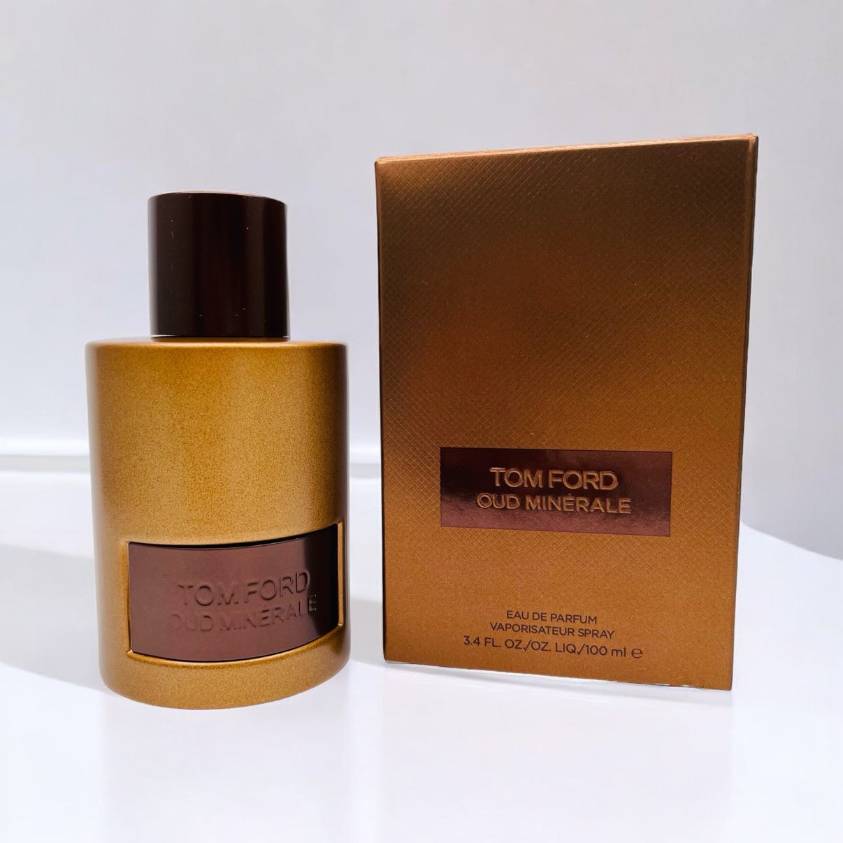 TOM FORD
OUD MINÉRALE
TOM FORD
OUD MINÉRALE
EAU DE PARFUM
VAPORISATEUR SPRAY
3.4 FL. OZ./OZ. LIQ./100 ml ℮